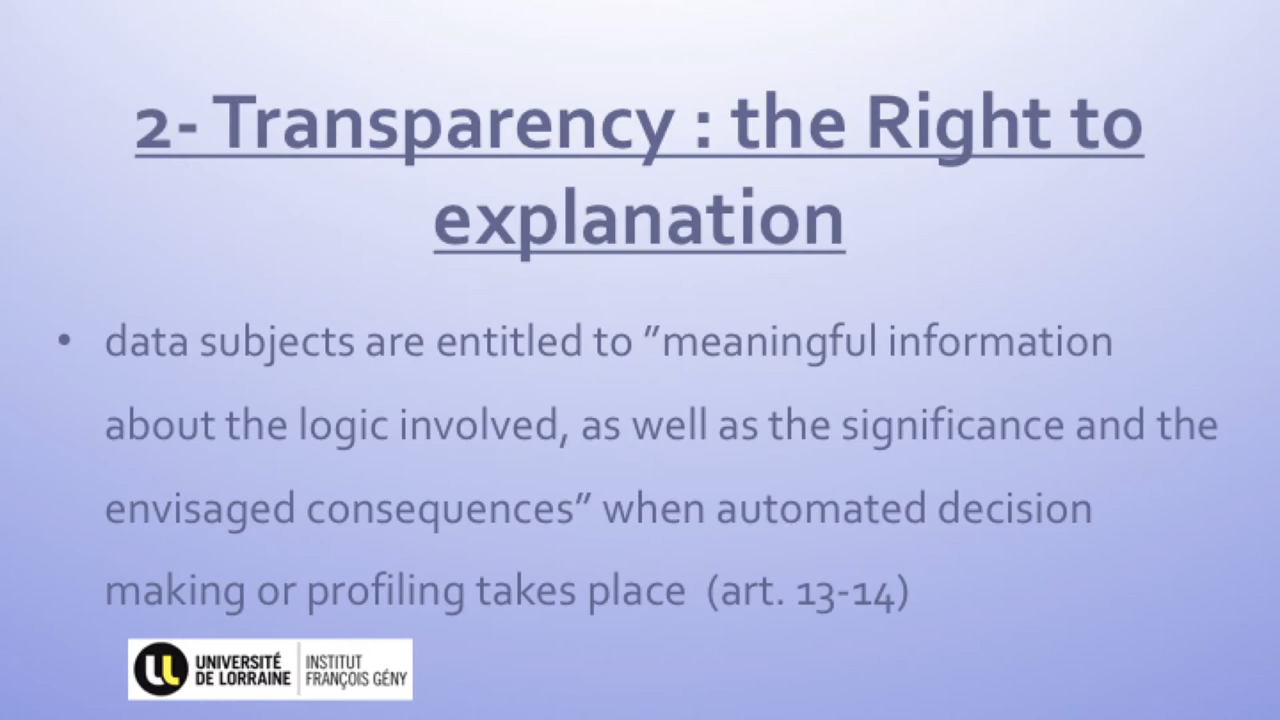 2- Transparency : the Right to
explanation
• data subjects are entitled to ”meaningful information
about the logic involved, as well as the significance and the
envisaged consequences” when automated decision
making or profiling takes place (art. 13-14)
UNIVERSITÉ
DE LORRAINE
INSTITUT
FRANÇOIS GÉNY